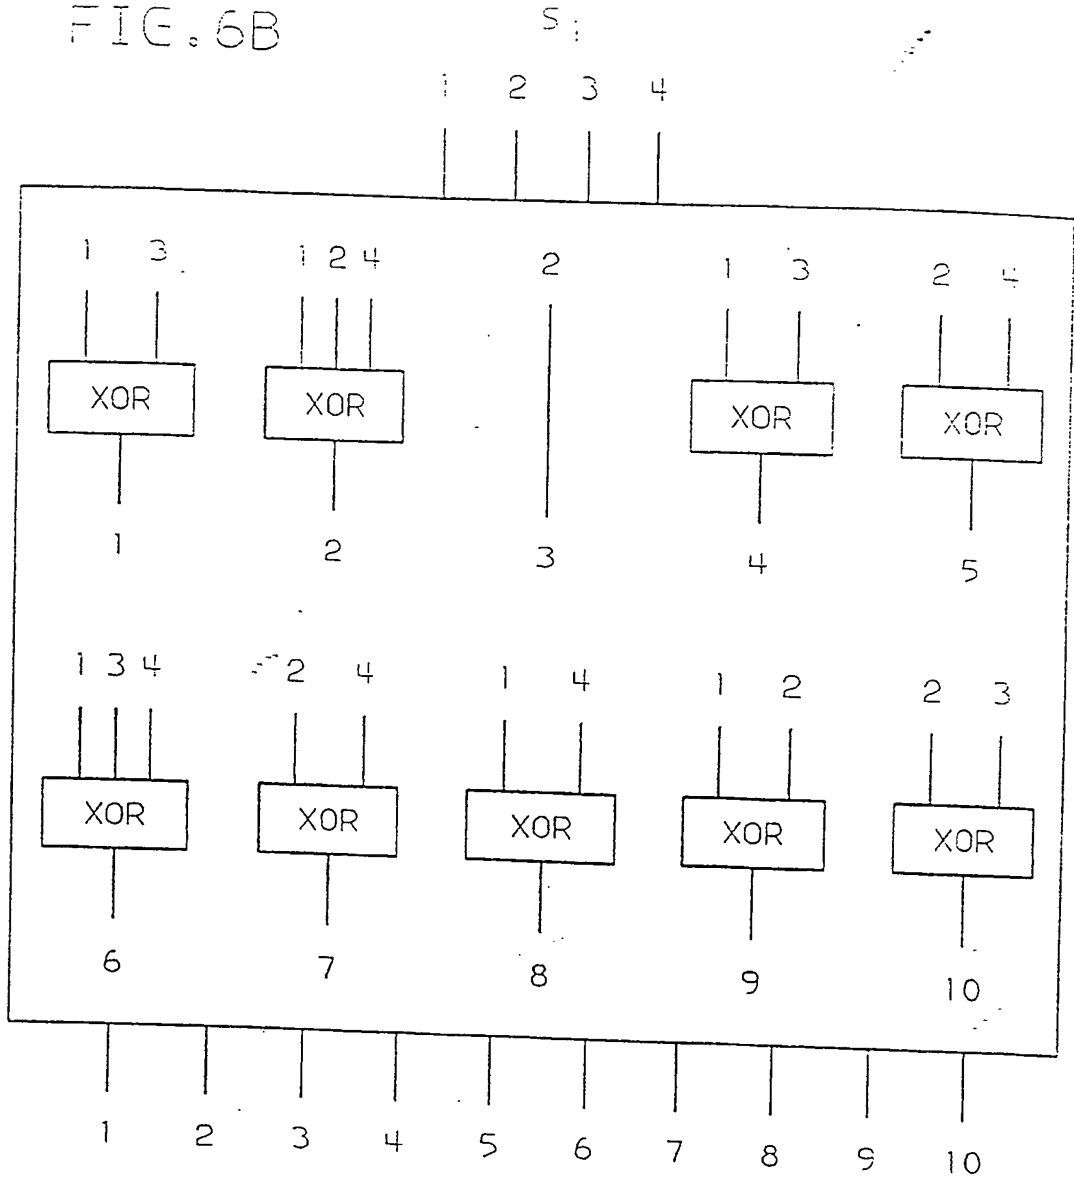 FIG.6B
Si
1 2 3 4
1 3 1 2 4 2 1 3 2 4
XOR XOR XOR XOR
1 2 3 4 5
1 3 4 2 4 1 4 1 2 2 3
XOR XOR XOR XOR XOR
6 7 8 9 10
1 2 3 4 5 6 7 8 9 10